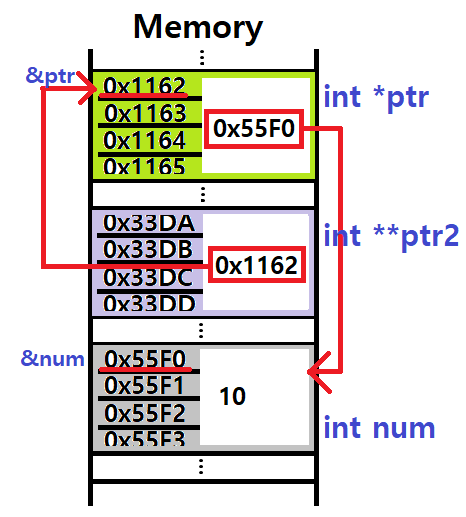 Memory
&ptr
0x1162
0x1163
0x1164
0x1165
0x55F0
int *ptr
0x33DA
0x33DB
0x33DC
0x33DD
0x1162
int **ptr2
&num
0x55F0
0x55F1
0x55F2
0x55F3
10
int num